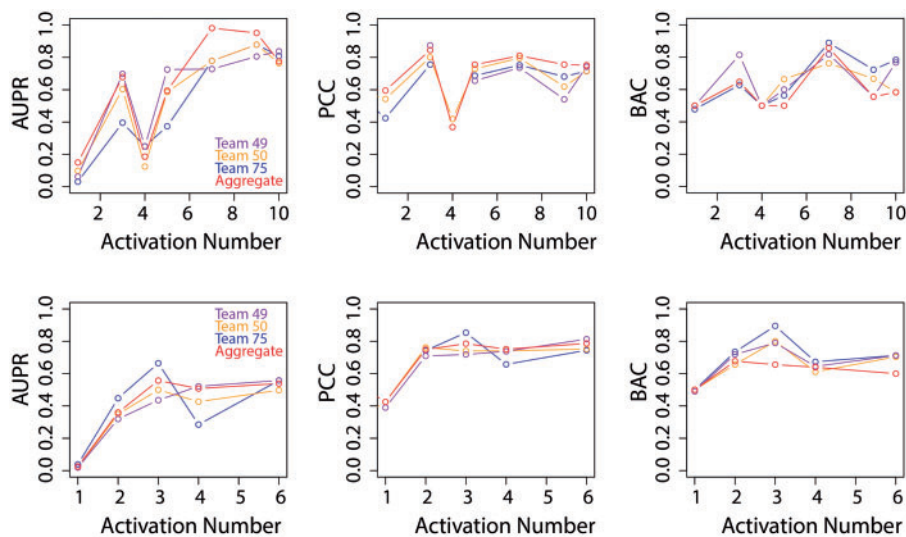 AUPR
0.0 0.2 0.4 0.6 0.8 1.0
Team 49
Team 50
Team 75
Aggregate
2 4 6 8 10
Activation Number
PCC
0.0 0.2 0.4 0.6 0.8 1.0
2 4 6 8 10
Activation Number
BAC
0.0 0.2 0.4 0.6 0.8 1.0
2 4 6 8 10
Activation Number
AUPR
0.0 0.2 0.4 0.6 0.8 1.0
Team 49
Team 50
Team 75
Aggregate
1 2 3 4 5 6
Activation Number
PCC
0.0 0.2 0.4 0.6 0.8 1.0
1 2 3 4 5 6
Activation Number
BAC
0.0 0.2 0.4 0.6 0.8 1.0
1 2 3 4 5 6
Activation Number